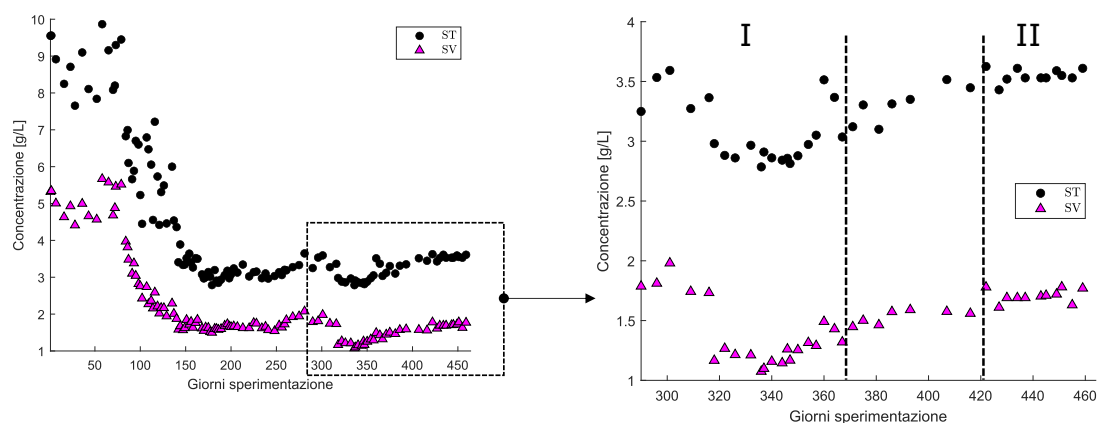 10
9
8
7
6
5
4
3
2
1
Concentrazione [g/L]
ST
SV
50 100 150 200 250 300 350 400 450
Giorni sperimentazione
4
3.5
3
2.5
2
1.5
1
Concentrazione [g/L]
I II
ST
SV
300 320 340 360 380 400 420 440 460
Giorni sperimentazione